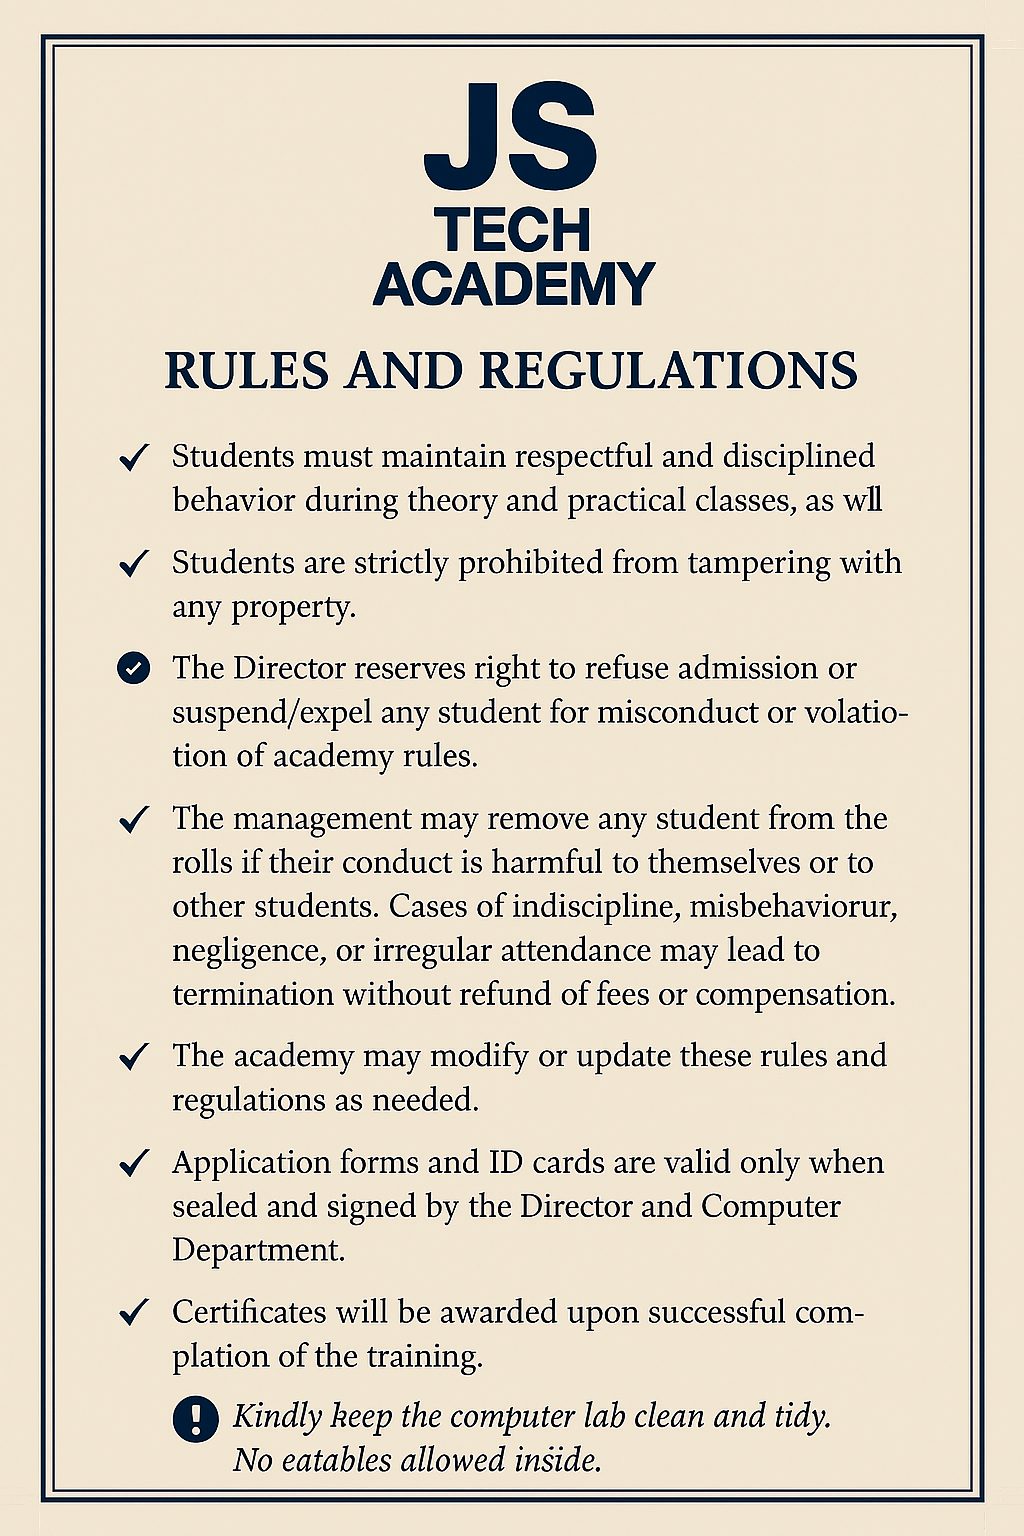 JS
TECH
ACADEMY
RULES AND REGULATIONS
Students must maintain respectful and disciplined
behavior during theory and practical classes, as wll
Students are strictly prohibited from tampering with
any property.
The Director reserves right to refuse admission or
suspend/expel any student for misconduct or volatio-
tion of academy rules.
The management may remove any student from the
rolls if their conduct is harmful to themselves or to
other students. Cases of indiscipline, misbehaviorur,
negligence, or irregular attendance may lead to
termination without refund of fees or compensation.
The academy may modify or update these rules and
regulations as needed.
Application forms and ID cards are valid only when
sealed and signed by the Director and Computer
Department.
Certificates will be awarded upon successful com-
plation of the training.
Kindly keep the computer lab clean and tidy.
No eatables allowed inside.